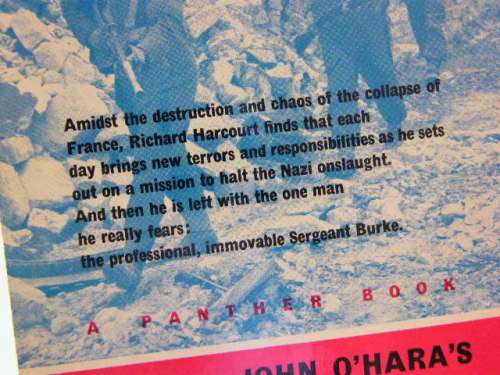 Amidst the destruction and chaos of the collapse of
France, Richard Harcourt finds that each
day brings new terrors and responsibilities as he sets
out on a mission to halt the Nazi onslaught.
And then he is left with the one man
he really fears:
the professional, immovable Sergeant Burke.
A PANTHER BOOK
JOHN O'HARA'S